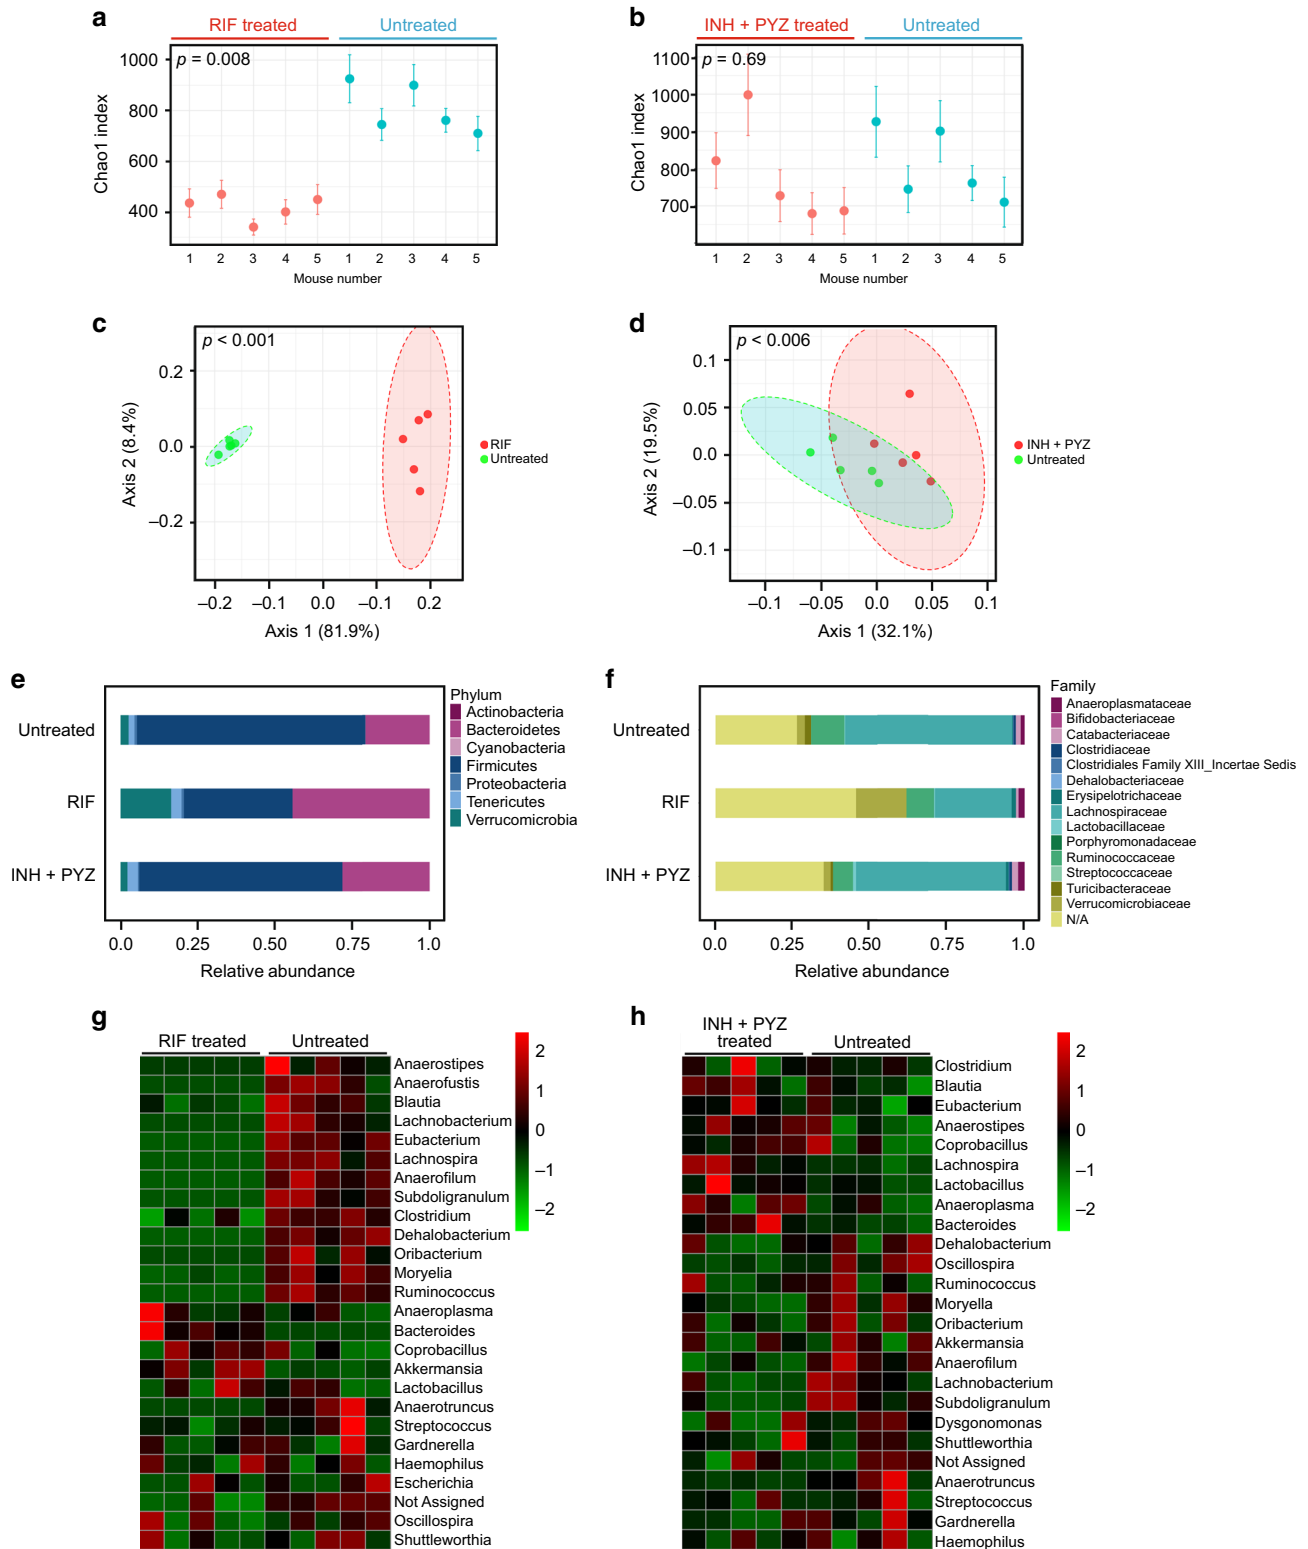 a
RIF treated
Untreated
p = 0.008
Chao1 index
1000
800
600
400
1 2 3 4 5 1 2 3 4 5
Mouse number
b
INH + PYZ treated
Untreated
p = 0.69
Chao1 index
1100
1000
900
800
700
1 2 3 4 5 1 2 3 4 5
Mouse number
c
p < 0.001
Axis 2 (8.4%)
0.2
0.0
–0.2
–0.2 –0.1 0.0 –0.1 0.2
Axis 1 (81.9%)
RIF
Untreated
d
p < 0.006
Axis 2 (19.5%)
0.1
0.05
0.0
–0.05
–0.1
–0.1 –0.05 0.0 0.05 0.1
Axis 1 (32.1%)
INH + PYZ
Untreated
e
Untreated
RIF
INH + PYZ
0.0 0.25 0.50 0.75 1.0
Relative abundance
Phylum
Actinobacteria
Bacteroidetes
Cyanobacteria
Firmicutes
Proteobacteria
Tenericutes
Verrucomicrobia
f
Untreated
RIF
INH + PYZ
0.0 0.25 0.50 0.75 1.0
Relative abundance
Family
Anaeroplasmataceae
Bifidobacteriaceae
Catabacteriaceae
Clostridiaceae
Clostridiales Family XIII_Incertae Sedis
Dehalobacteriaceae
Erysipelotrichaceae
Lachnospiraceae
Lactobacillaceae
Porphyromonadaceae
Ruminococcaceae
Streptococcaceae
Turicibacteraceae
Verrucomicrobiaceae
N/A
g
RIF treated
Untreated
Anaerostipes
Anaerofustis
Blautia
Lachnobacterium
Eubacterium
Lachnospira
Anaerofilum
Subdoligranulum
Clostridium
Dehalobacterium
Oribacterium
Moryelia
Ruminococcus
Anaeroplasma
Bacteroides
Coprobacillus
Akkermansia
Lactobacillus
Anaerotruncus
Streptococcus
Gardnerella
Haemophilus
Escherichia
Not Assigned
Oscillospira
Shuttleworthia
2
1
0
–1
–2
h
INH + PYZ
treated
Untreated
Clostridium
Blautia
Eubacterium
Anaerostipes
Coprobacillus
Lachnospira
Lactobacillus
Anaeroplasma
Bacteroides
Dehalobacterium
Oscillospira
Ruminococcus
Moryella
Oribacterium
Akkermansia
Anaerofilum
Lachnobacterium
Subdoligranulum
Dysgonomonas
Shuttleworthia
Not Assigned
Anaerotruncus
Streptococcus
Gardnerella
Haemophilus
2
1
0
–1
–2